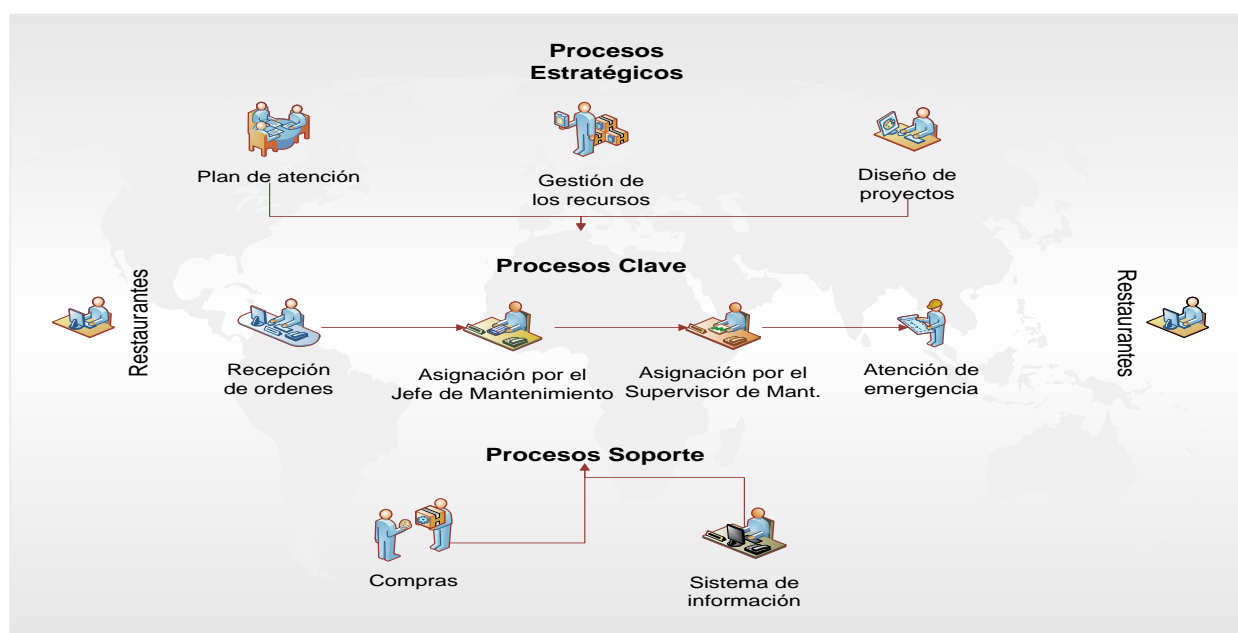 Procesos
Estratégicos
Plan de atención
Gestión de
los recursos
Diseño de
proyectos
Procesos Clave
Restaurantes
Restaurantes
Recepción
de ordenes
Asignación por el
Jefe de Mantenimiento
Asignación por el
Supervisor de Mant.
Atención de
emergencia
Procesos Soporte
Compras
Sistema de
información